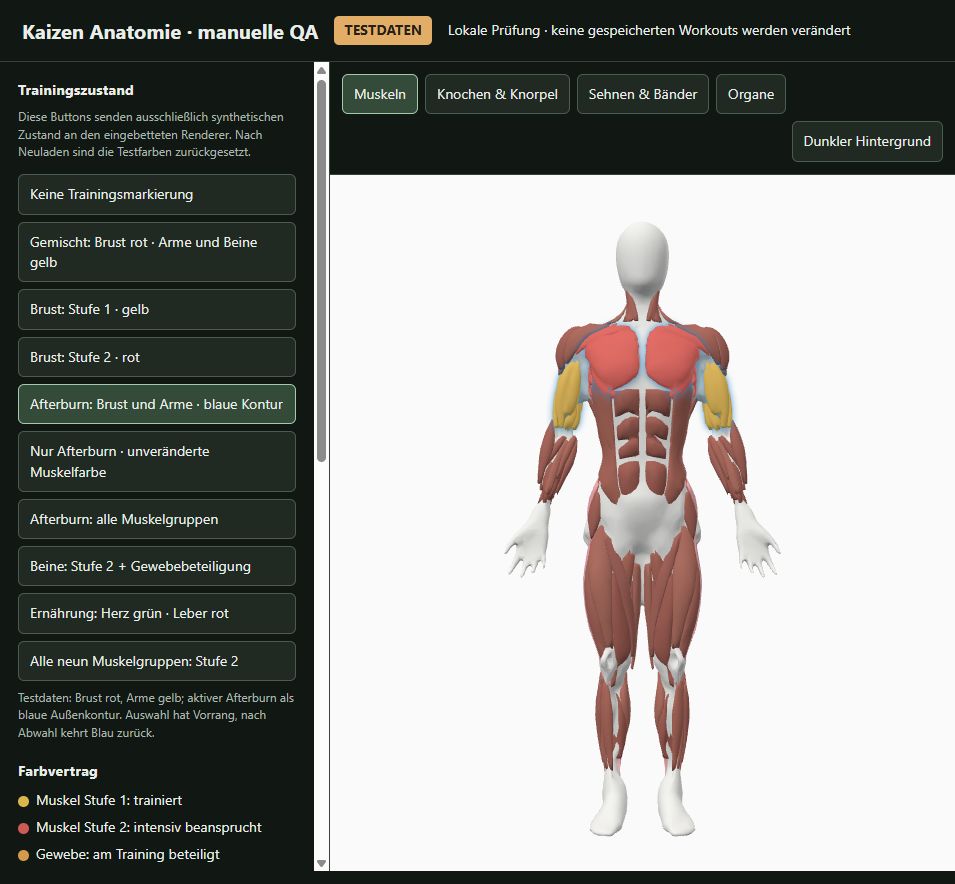 Kaizen Anatomie · manuelle QA
TESTDATEN
Lokale Prüfung · keine gespeicherten Workouts werden verändert
Trainingszustand
Diese Buttons senden ausschließlich synthetischen
Zustand an den eingebetteten Renderer. Nach
Neuladen sind die Testfarben zurückgesetzt.
Keine Trainingsmarkierung
Gemischt: Brust rot · Arme und Beine
gelb
Brust: Stufe 1 · gelb
Brust: Stufe 2 · rot
Afterburn: Brust und Arme · blaue Kontur
Nur Afterburn · unveränderte
Muskelfarbe
Afterburn: alle Muskelgruppen
Beine: Stufe 2 + Gewebebeteiligung
Ernährung: Herz grün · Leber rot
Alle neun Muskelgruppen: Stufe 2
Testdaten: Brust rot, Arme gelb; aktiver Afterburn als
blaue Außenkontur. Auswahl hat Vorrang, nach
Abwahl kehrt Blau zurück.
Farbvertrag
Muskel Stufe 1: trainiert
Muskel Stufe 2: intensiv beansprucht
Gewebe: am Training beteiligt
Muskeln
Knochen & Knorpel
Sehnen & Bänder
Organe
Dunkler Hintergrund